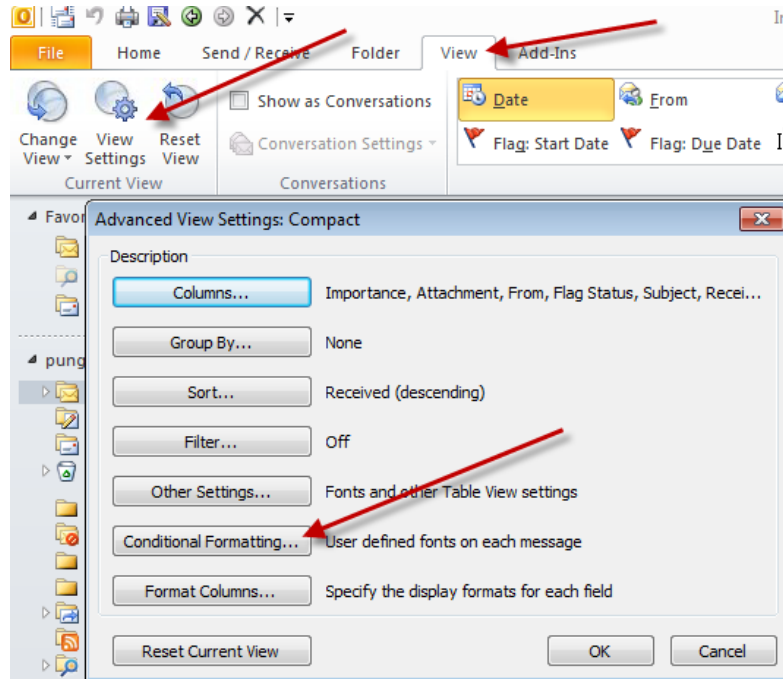 In
File Home Send / Receive Folder View Add-Ins
Show as Conversations Date From
Change View Reset Conversation Settings Flag: Start Date Flag: Due Date
View Settings View
Current View Conversations
Favor
Advanced View Settings: Compact
Description
Columns... Importance, Attachment, From, Flag Status, Subject, Recei...
Group By... None
pung
Sort... Received (descending)
Filter... Off
Other Settings... Fonts and other Table View settings
Conditional Formatting... User defined fonts on each message
Format Columns... Specify the display formats for each field
Reset Current View OK Cancel